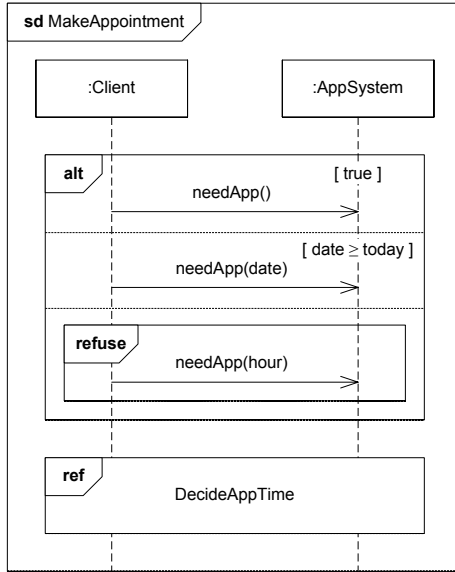 sd MakeAppointment
:Client
:AppSystem
alt
[ true ]
needApp()
[ date ≥ today ]
needApp(date)
refuse
needApp(hour)
ref
DecideAppTime